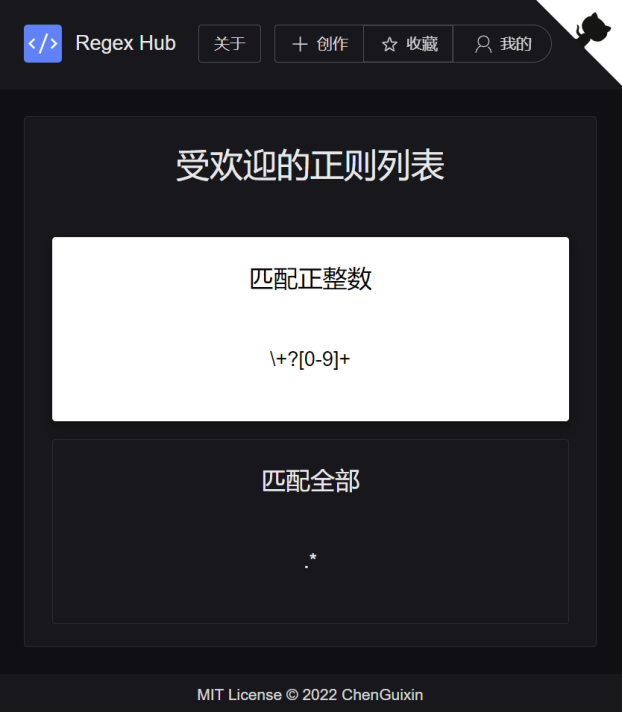 Regex Hub 关于 创作 收藏 我的
受欢迎的正则列表
匹配正整数
\+?[0-9]+
匹配全部
.*
MIT License © 2022 ChenGuixin